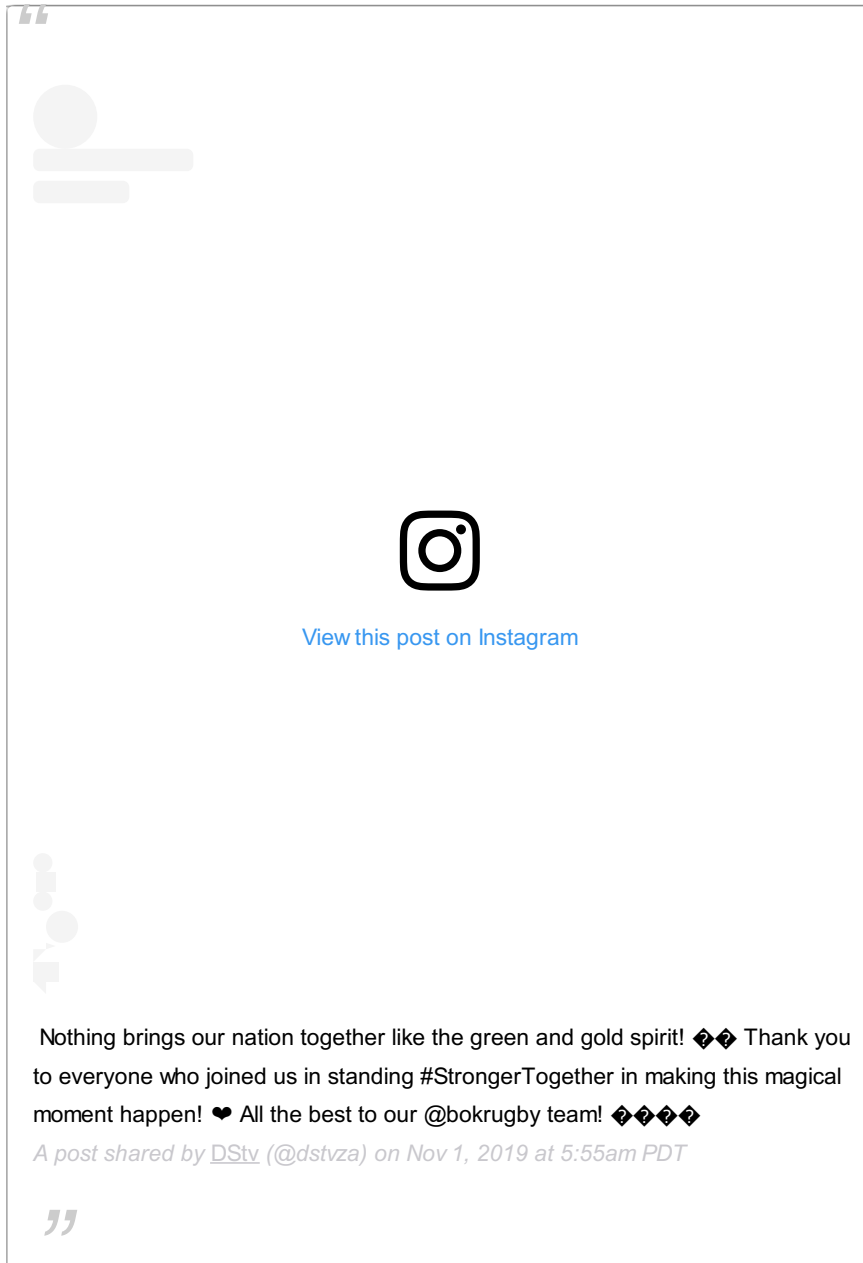 “
View this post on Instagram
Nothing brings our nation together like the green and gold spirit! �� Thank you
to everyone who joined us in standing #StrongerTogether in making this magical
moment happen! ❤ All the best to our @bokrugby team! ����
A post shared by DStv (@dstvza) on Nov 1, 2019 at 5:55am PDT
”